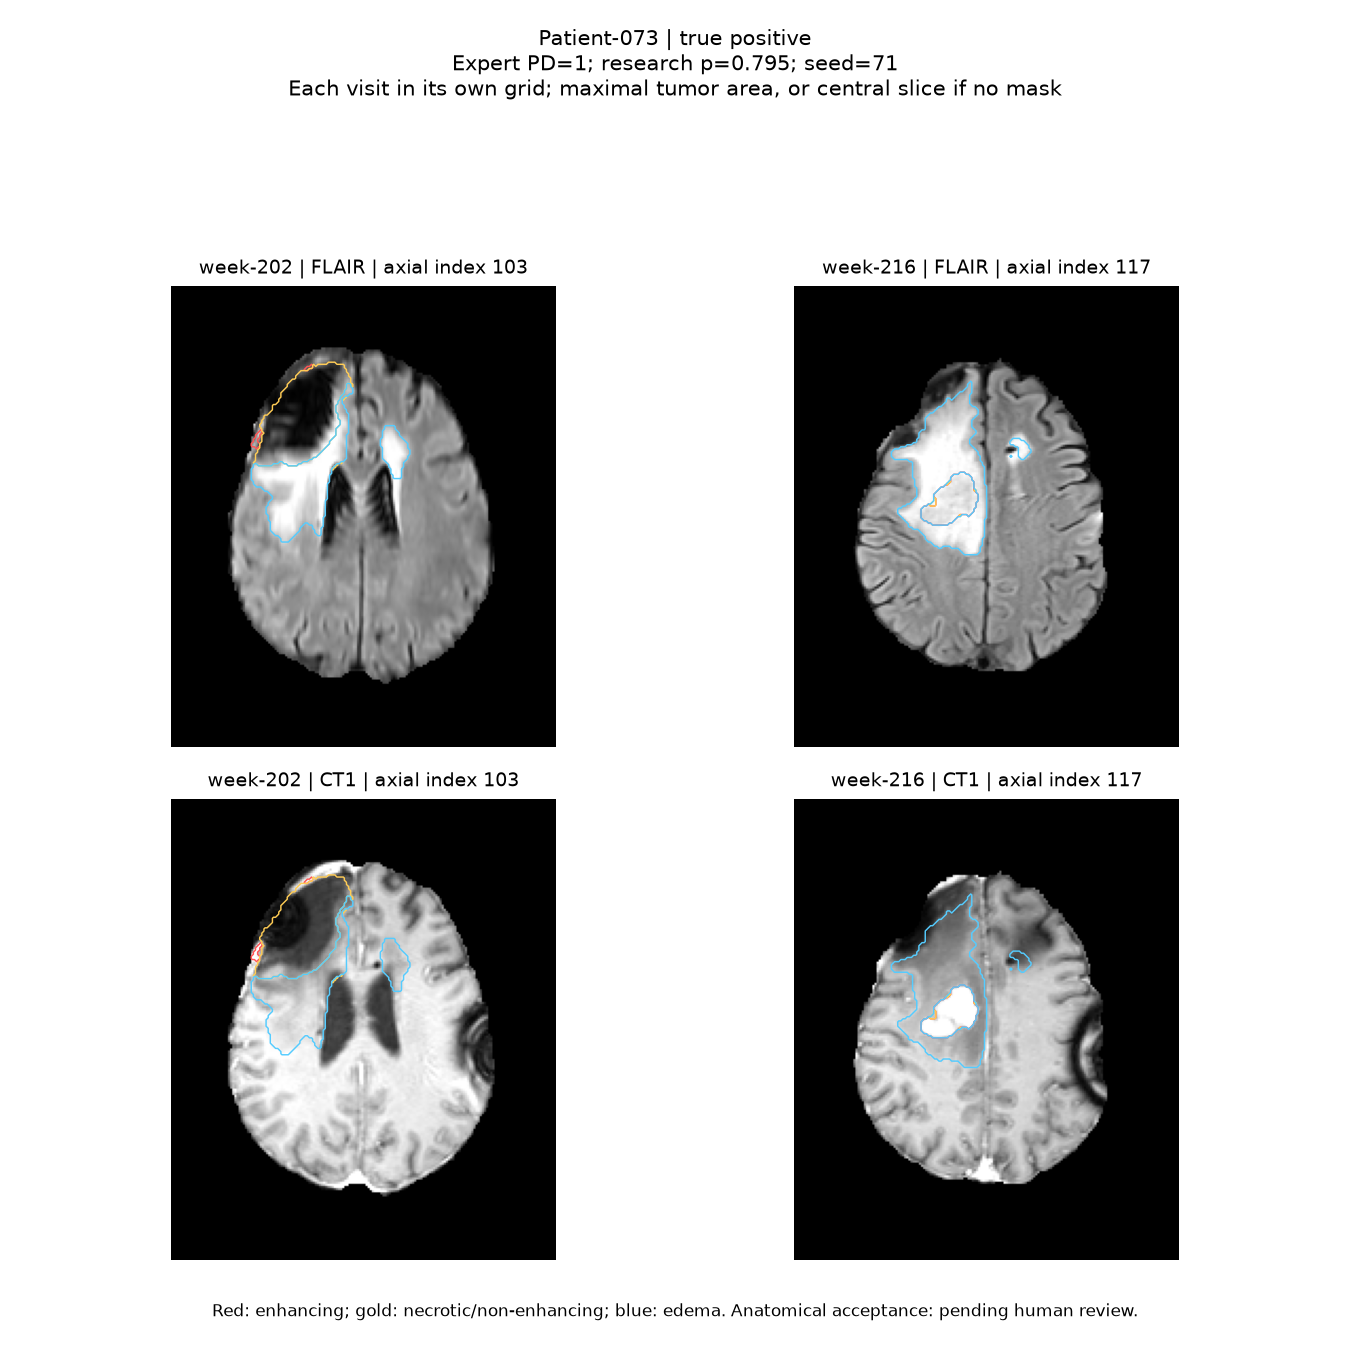 Patient-073 | true positive
Expert PD=1; research p=0.795; seed=71
Each visit in its own grid; maximal tumor area, or central slice if no mask
week-202 | FLAIR | axial index 103
week-216 | FLAIR | axial index 117
week-202 | CT1 | axial index 103
week-216 | CT1 | axial index 117
Red: enhancing; gold: necrotic/non-enhancing; blue: edema. Anatomical acceptance: pending human review.